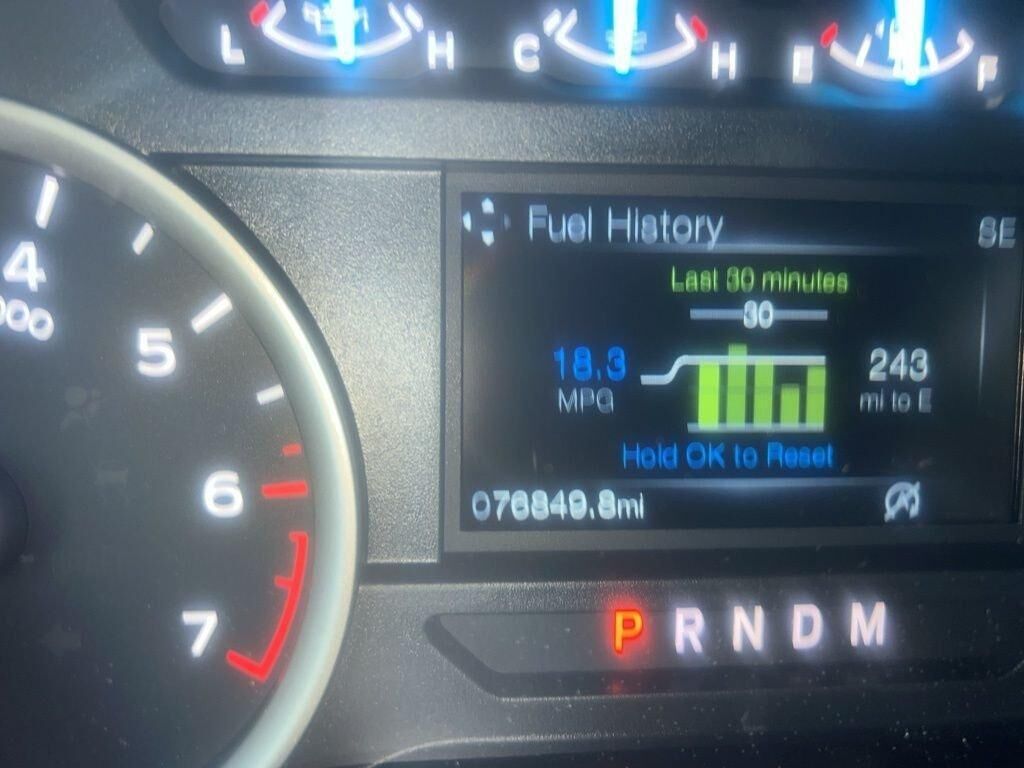 L H C H E F
Fuel History SE
Last 30 minutes
30
18.3 243
MPG mi to E
Hold OK to Reset
076849.8mi
4
000
5
6
7
P R N D M